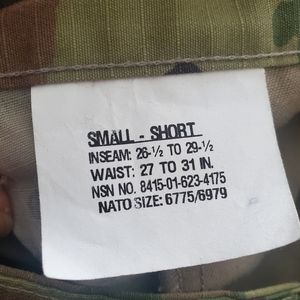 SMALL - SHORT
INSEAM: 26-½ TO 29-½
WAIST: 27 TO 31 IN.
NSN NO. 8415-01-623-4175
NATO SIZE: 6775/6979